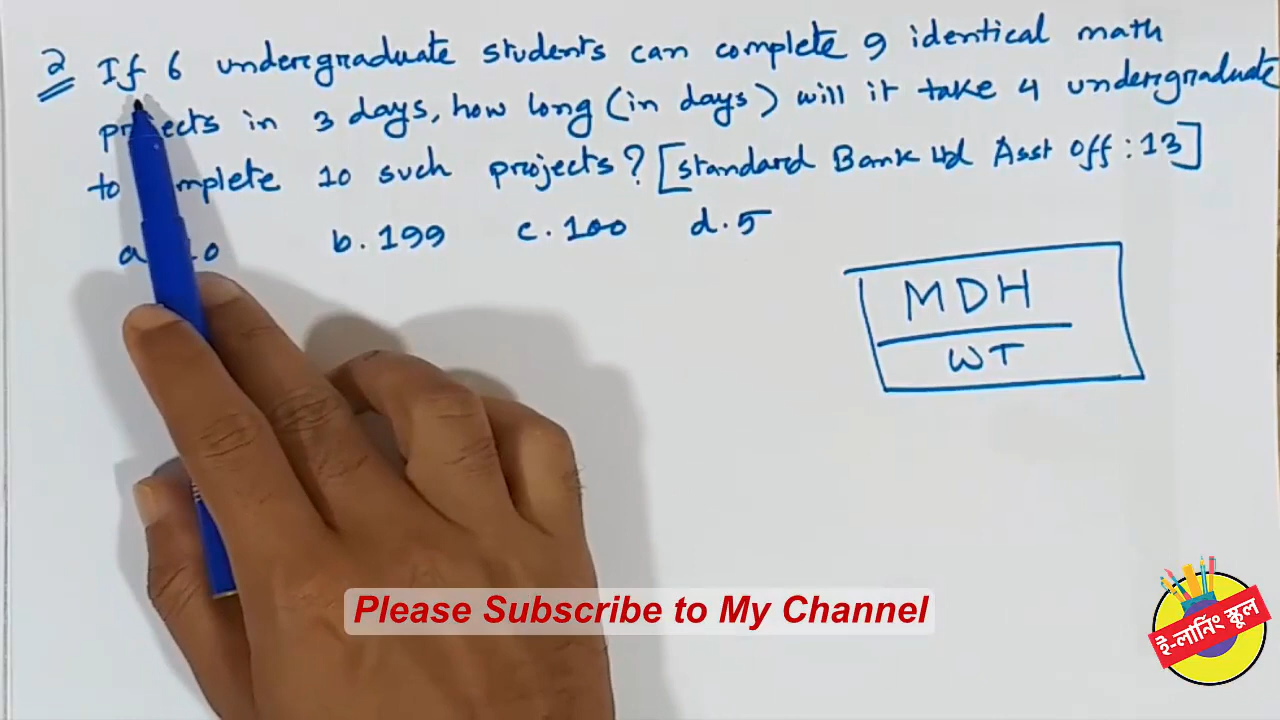 2 If 6 undergraduate students can complete 9 identical math
projects in 3 days, how long (in days) will it take 4 undergraduate
to complete 10 such projects? [Standard Bank Ltd Asst Off : 13]
a. 10 b. 199 c. 100 d. 5
MDH
WT
Please Subscribe to My Channel
ই-লার্নিং স্কুল